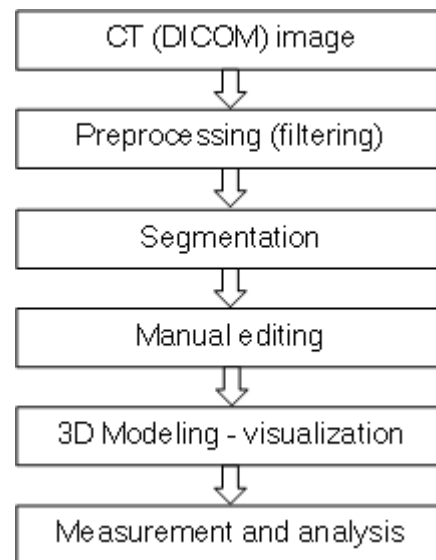 CT (DICOM) image
Preprocessing (filtering)
Segmentation
Manual editing
3D Modeling - visualization
Measurement and analysis